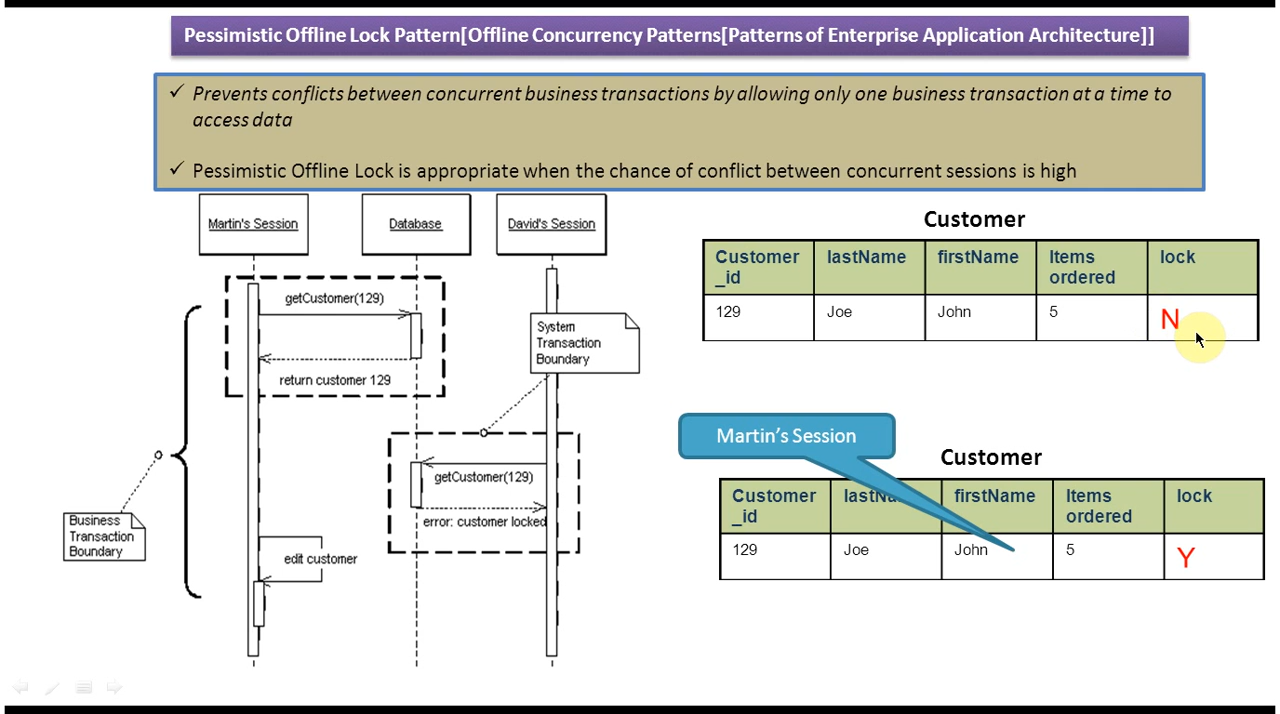 Pessimistic Offline Lock Pattern[Offline Concurrency Patterns[Patterns of Enterprise Application Architecture]]
Prevents conflicts between concurrent business transactions by allowing only one business transaction at a time to
access data
Pessimistic Offline Lock is appropriate when the chance of conflict between concurrent sessions is high
Martin's Session
Database
David's Session
getCustomer(129)
return customer 129
System
Transaction
Boundary
getCustomer(129)
error: customer locked
Business
Transaction
Boundary
edit customer
Customer
Customer _id lastName firstName Items ordered lock
129 Joe John 5 N
Martin’s Session
Customer
Customer _id lastName firstName Items ordered lock
129 Joe John 5 Y